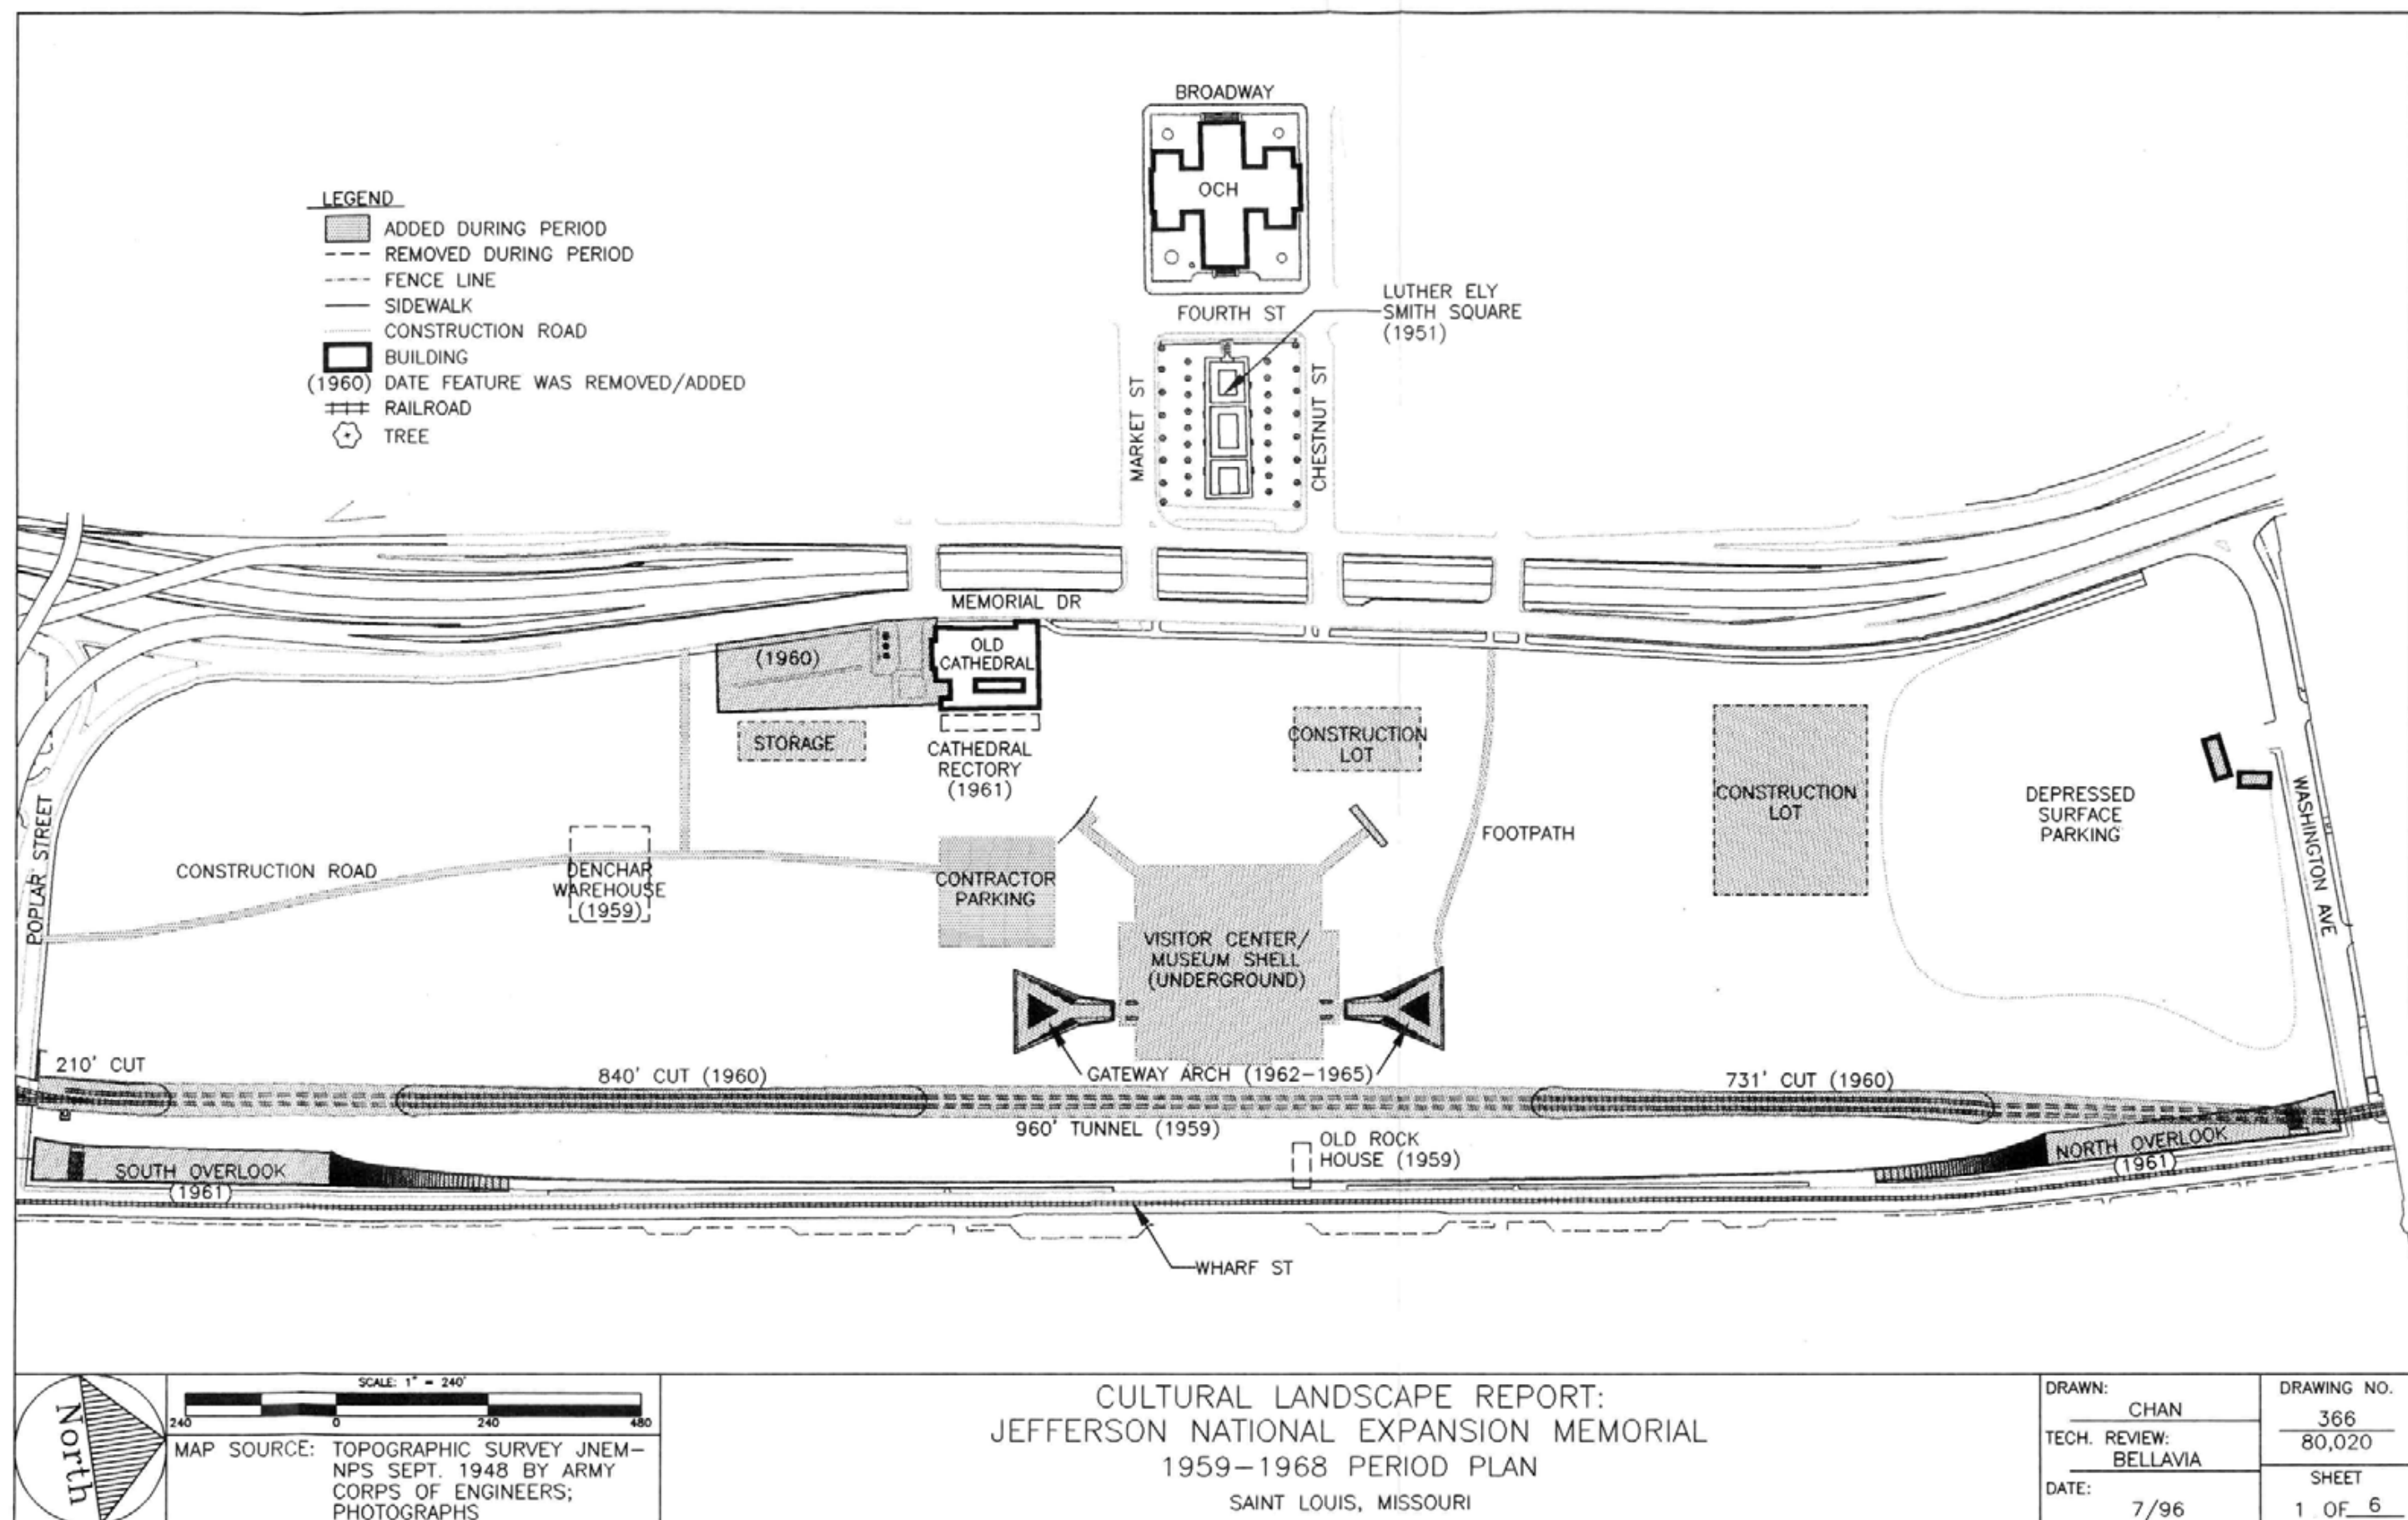 BROADWAY
OCH
FOURTH ST
LUTHER ELY
SMITH SQUARE
(1951)
MARKET ST
CHESTNUT ST
LEGEND
ADDED DURING PERIOD
REMOVED DURING PERIOD
FENCE LINE
SIDEWALK
CONSTRUCTION ROAD
BUILDING
(1960) DATE FEATURE WAS REMOVED/ADDED
RAILROAD
TREE
MEMORIAL DR
(1960)
OLD
CATHEDRAL
STORAGE
CATHEDRAL
RECTORY
(1961)
CONSTRUCTION
LOT
CONSTRUCTION
LOT
DEPRESSED
SURFACE
PARKING
WASHINGTON AVE
POPLAR STREET
CONSTRUCTION ROAD
DENCHAR
WAREHOUSE
(1959)
CONTRACTOR
PARKING
FOOTPATH
VISITOR CENTER/
MUSEUM SHELL
(UNDERGROUND)
210' CUT
840' CUT (1960)
GATEWAY ARCH (1962-1965)
731' CUT (1960)
960' TUNNEL (1959)
OLD ROCK
HOUSE (1959)
SOUTH OVERLOOK
(1961)
NORTH OVERLOOK
(1961)
WHARF ST
North
SCALE: 1" = 240'
240 0 240 480
MAP SOURCE: TOPOGRAPHIC SURVEY JNEM-
NPS SEPT. 1948 BY ARMY
CORPS OF ENGINEERS;
PHOTOGRAPHS
CULTURAL LANDSCAPE REPORT:
JEFFERSON NATIONAL EXPANSION MEMORIAL
1959-1968 PERIOD PLAN
SAINT LOUIS, MISSOURI
DRAWN:
CHAN
TECH. REVIEW:
BELLAVIA
DATE:
7/96
DRAWING NO.
366
80,020
SHEET
1 OF 6